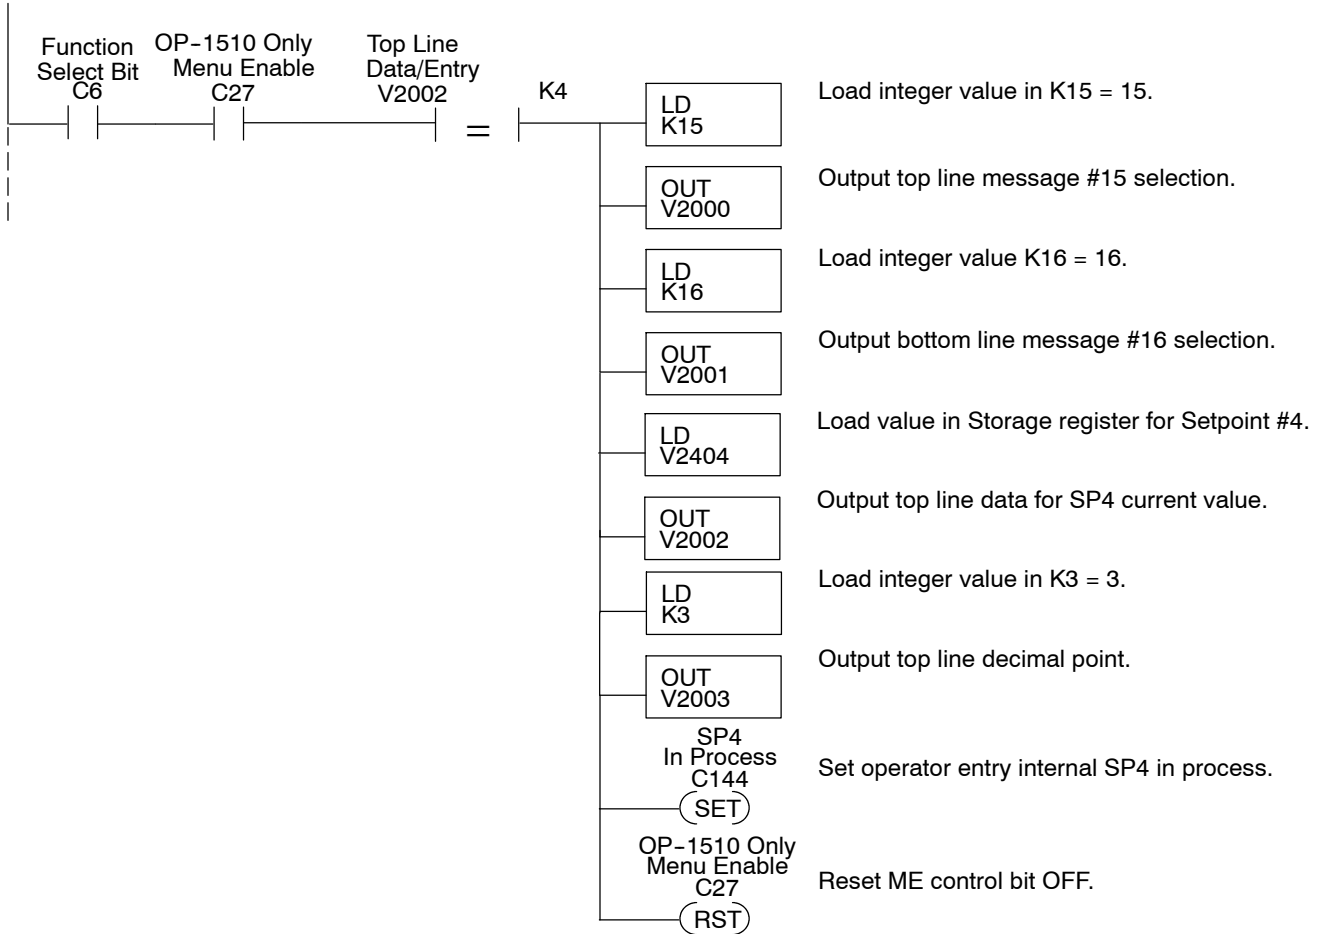 Function
Select Bit
C6
OP-1510 Only
Menu Enable
C27
Top Line
Data/Entry
V2002
=
K4
LD
K15
Load integer value in K15 = 15.
OUT
V2000
Output top line message #15 selection.
LD
K16
Load integer value K16 = 16.
OUT
V2001
Output bottom line message #16 selection.
LD
V2404
Load value in Storage register for Setpoint #4.
OUT
V2002
Output top line data for SP4 current value.
LD
K3
Load integer value in K3 = 3.
OUT
V2003
Output top line decimal point.
SP4
In Process
C144
SET
Set operator entry internal SP4 in process.
OP-1510 Only
Menu Enable
C27
RST
Reset ME control bit OFF.